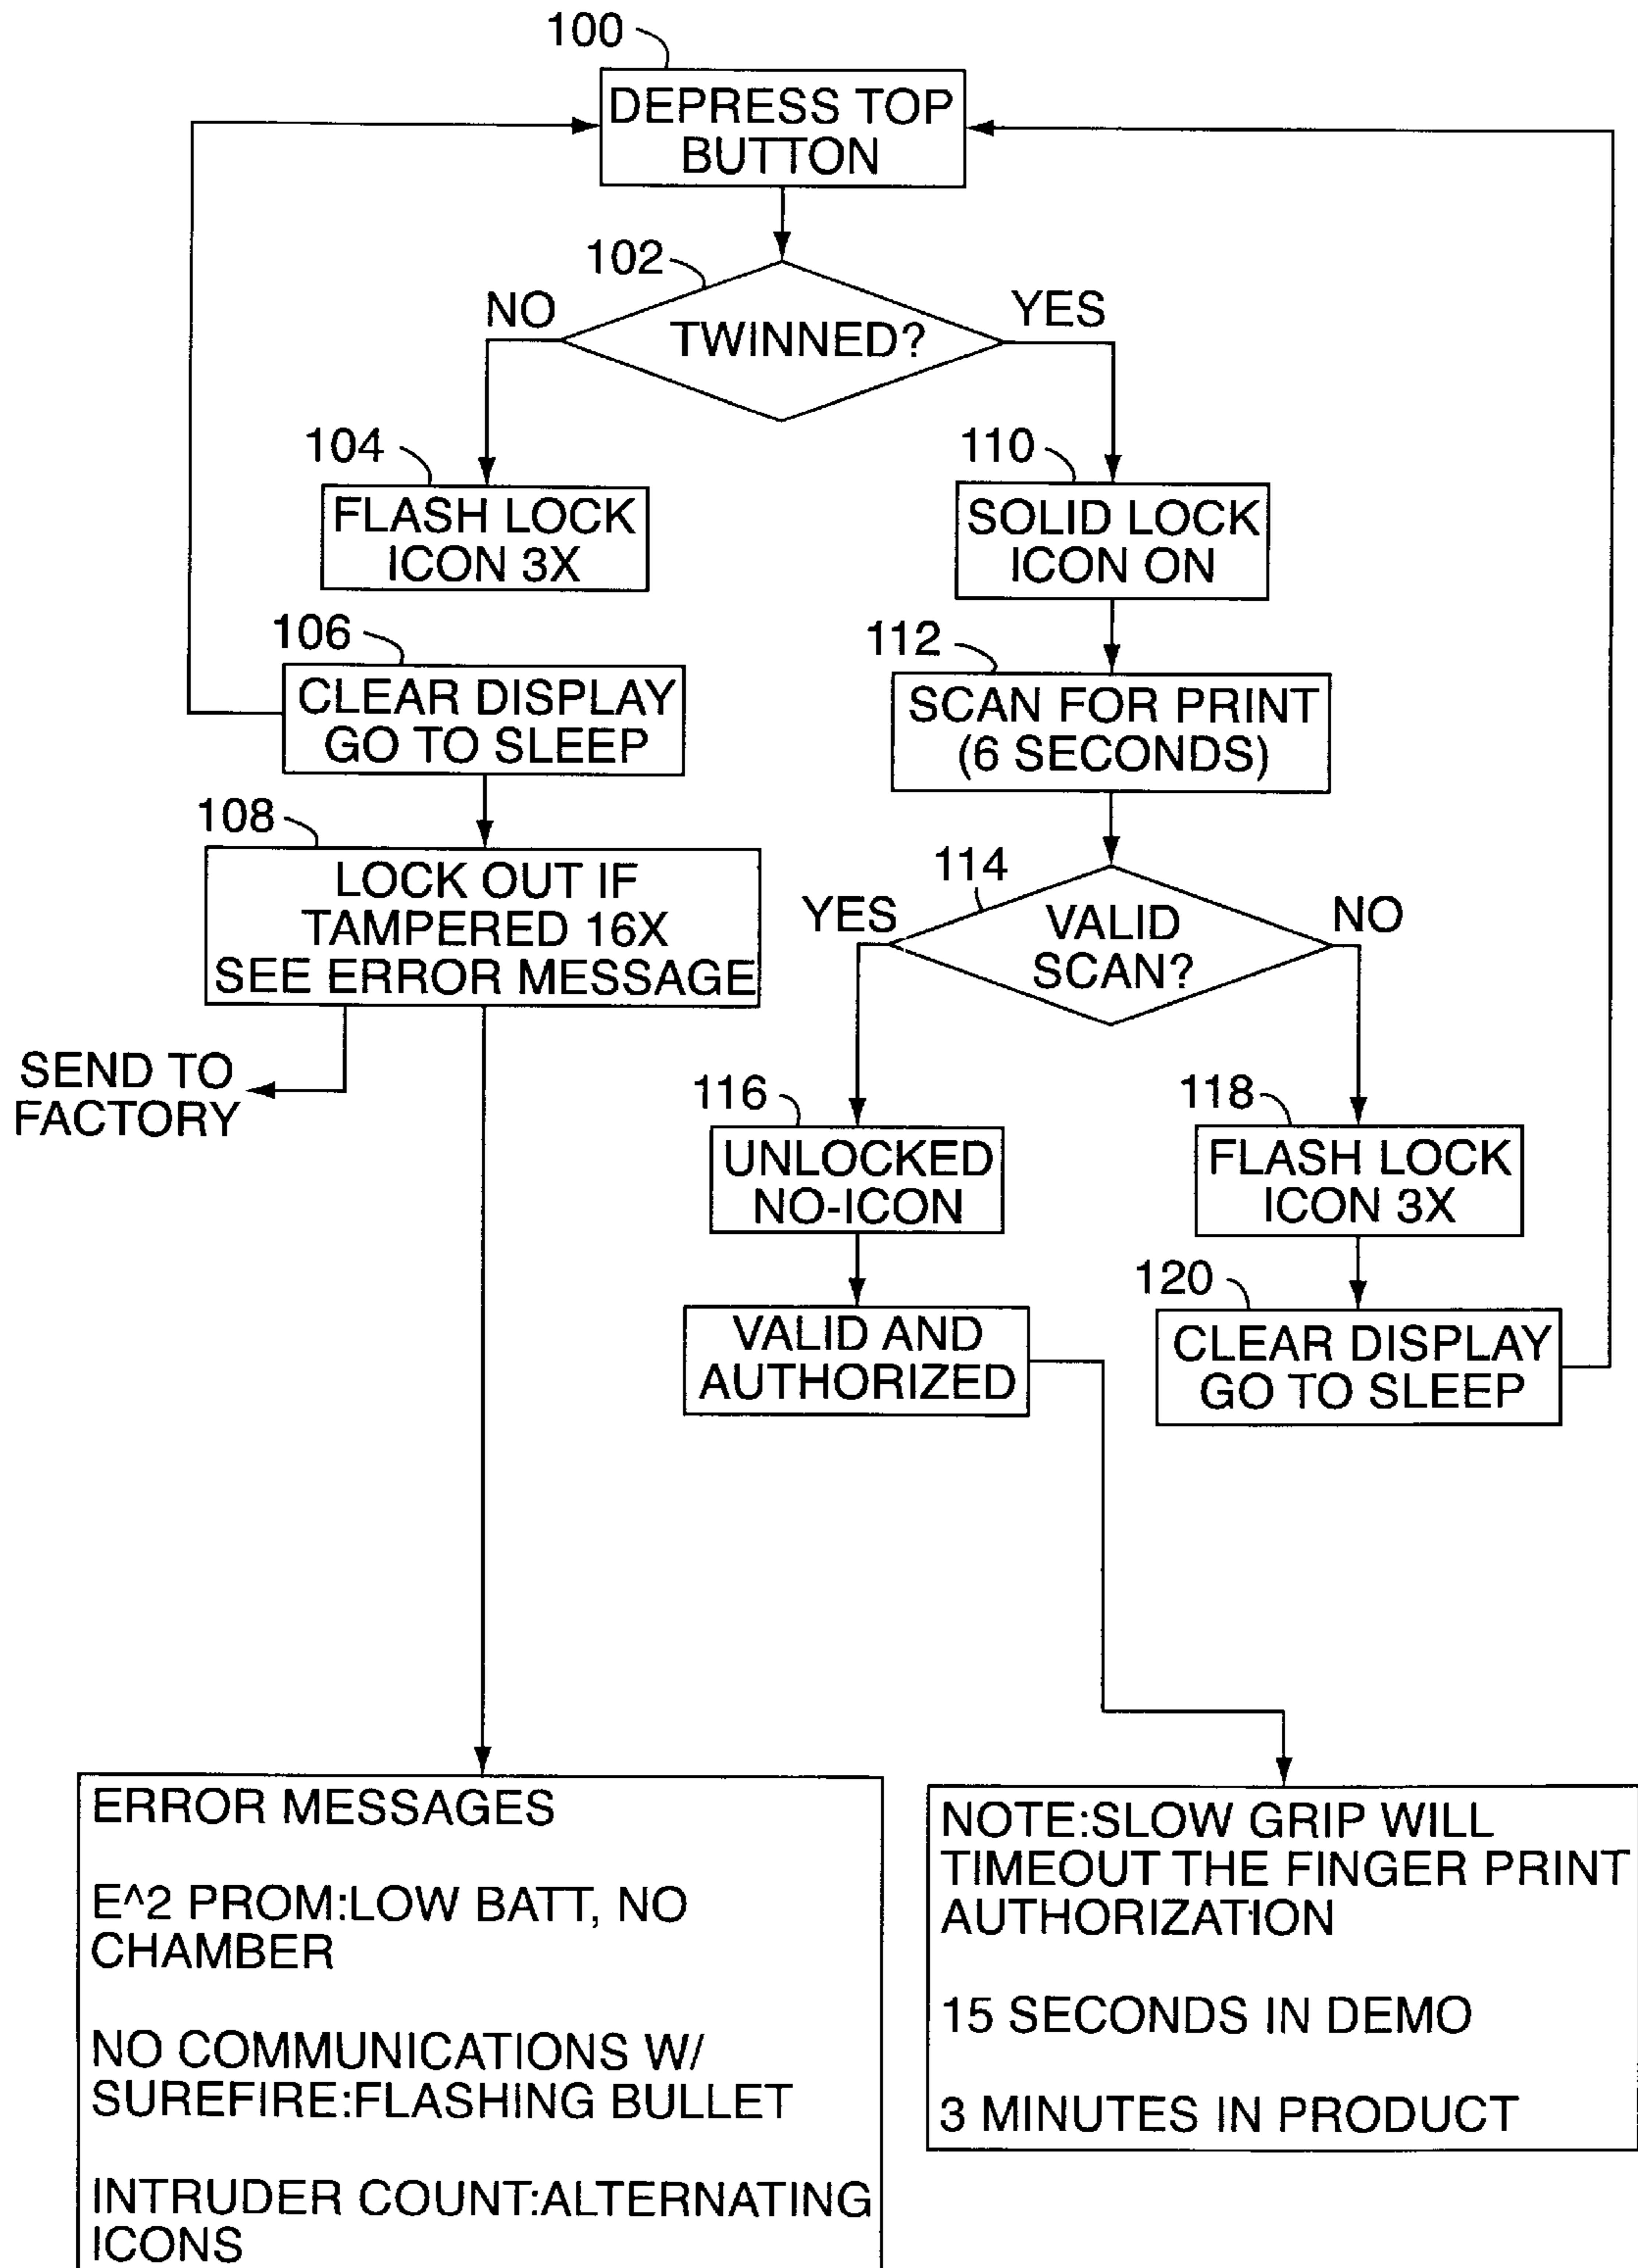 100
DEPRESS TOP
BUTTON
102
NO
YES
TWINNED?
104
FLASH LOCK
ICON 3X
110
SOLID LOCK
ICON ON
106
CLEAR DISPLAY
GO TO SLEEP
112
SCAN FOR PRINT
(6 SECONDS)
108
LOCK OUT IF
TAMPERED 16X
SEE ERROR MESSAGE
114
YES
NO
VALID
SCAN?
SEND TO
FACTORY
116
UNLOCKED
NO-ICON
118
FLASH LOCK
ICON 3X
VALID AND
AUTHORIZED
120
CLEAR DISPLAY
GO TO SLEEP
ERROR MESSAGES
E^2 PROM:LOW BATT, NO
CHAMBER
NO COMMUNICATIONS W/
SUREFIRE:FLASHING BULLET
INTRUDER COUNT:ALTERNATING
ICONS
NOTE:SLOW GRIP WILL
TIMEOUT THE FINGER PRINT
AUTHORIZATION
15 SECONDS IN DEMO
3 MINUTES IN PRODUCT